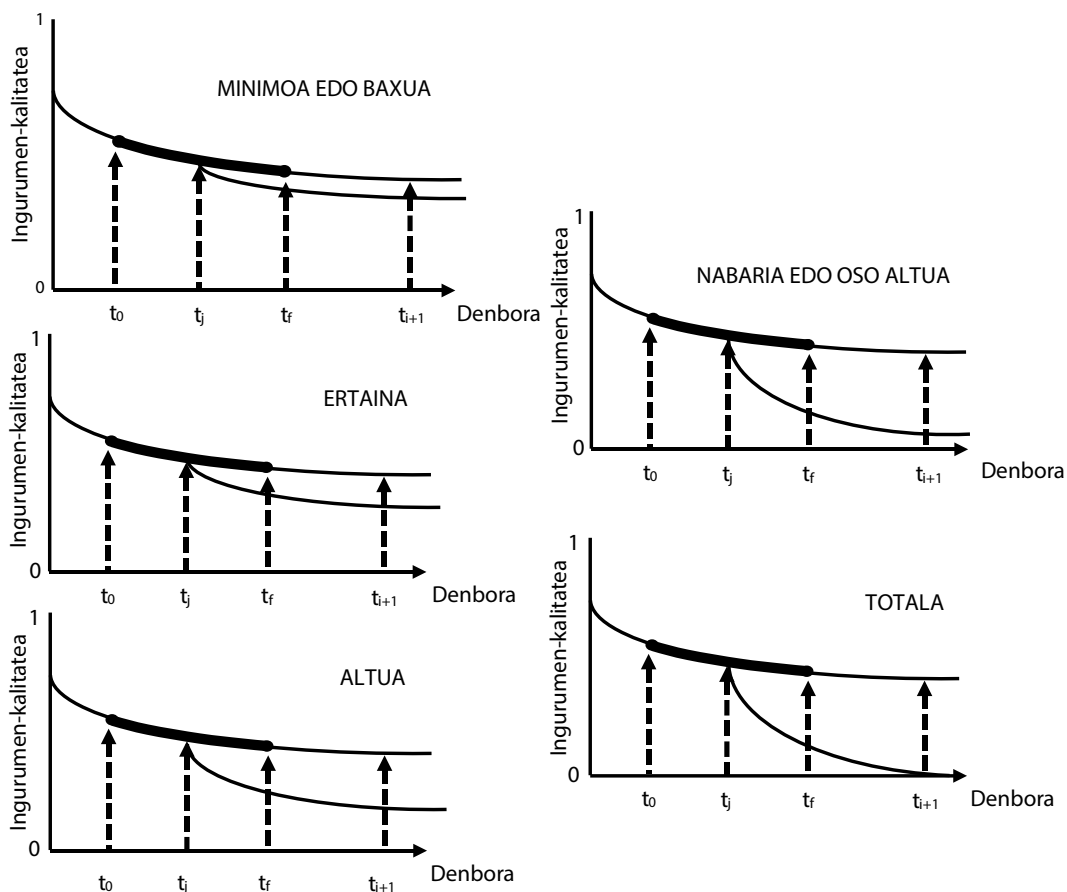 1
Ingurumen-kalitatea
MINIMOA EDO BAXUA
0
t0 tj tf ti+1 Denbora
1
Ingurumen-kalitatea
ERTAINA
0
t0 tj tf ti+1 Denbora
1
Ingurumen-kalitatea
ALTUA
0
t0 tj tf ti+1 Denbora
1
Ingurumen-kalitatea
NABARIA EDO OSO ALTUA
0
t0 tj tf ti+1 Denbora
1
Ingurumen-kalitatea
TOTALA
0
t0 tj tf ti+1 Denbora